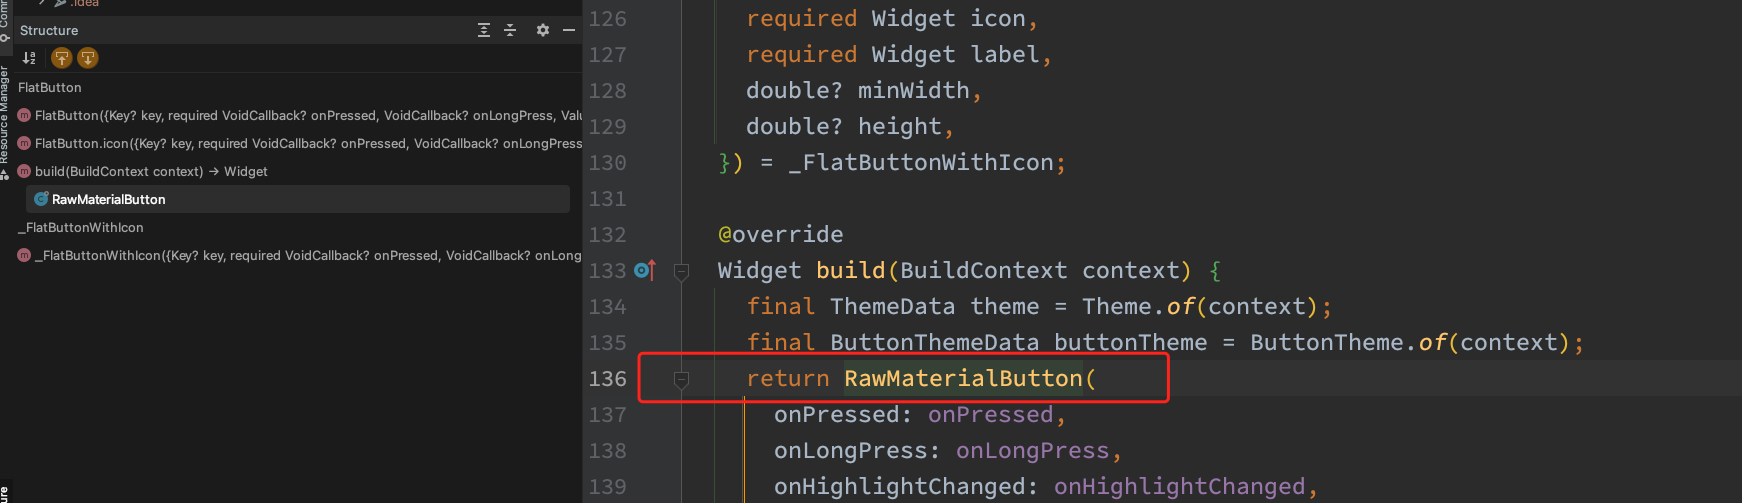 .idea
Comm
Structure
Resource Manager
FlatButton
FlatButton({Key? key, required VoidCallback? onPressed, VoidCallback? onLongPress, Valu
FlatButton.icon({Key? key, required VoidCallback? onPressed, VoidCallback? onLongPress
build(BuildContext context) → Widget
RawMaterialButton
_FlatButtonWithIcon
_FlatButtonWithIcon({Key? key, required VoidCallback? onPressed, VoidCallback? onLong
ure
126 required Widget icon,
127 required Widget label,
128 double? minWidth,
129 double? height,
130 }) = _FlatButtonWithIcon;
131
132 @override
133 Widget build(BuildContext context) {
134 final ThemeData theme = Theme.of(context);
135 final ButtonThemeData buttonTheme = ButtonTheme.of(context);
136 return RawMaterialButton(
137 onPressed: onPressed,
138 onLongPress: onLongPress,
139 onHighlightChanged: onHighlightChanged,